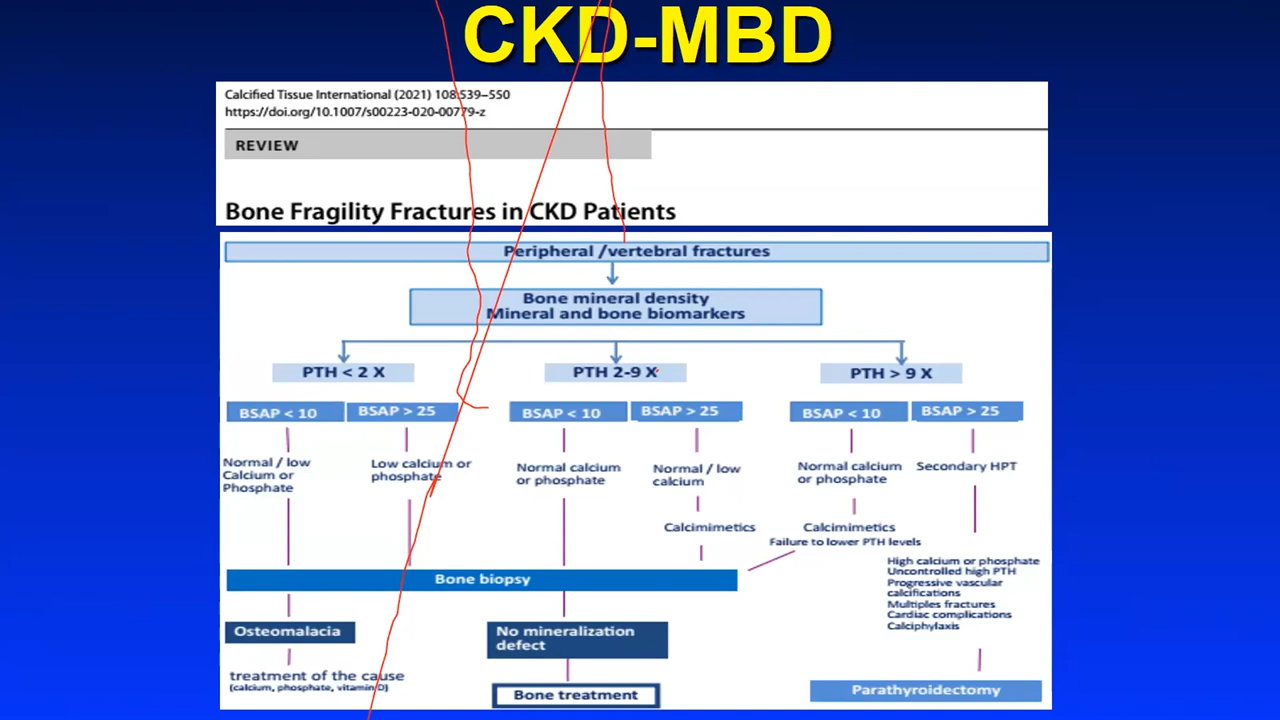 CKD-MBD
Calcified Tissue International (2021) 108:539–550
https://doi.org/10.1007/s00223-020-00779-z
REVIEW
Bone Fragility Fractures in CKD Patients
Peripheral /vertebral fractures
Bone mineral density
Mineral and bone biomarkers
PTH < 2 X
PTH 2-9 X
PTH > 9 X
BSAP < 10
BSAP > 25
BSAP < 10
BSAP > 25
BSAP < 10
BSAP > 25
Normal / low
Calcium or
Phosphate
Low calcium or
phosphate
Normal calcium
or phosphate
Normal / low
calcium
Normal calcium
or phosphate
Secondary HPT
Calcimimetics
Calcimimetics
Failure to lower PTH levels
High calcium or phosphate
Uncontrolled high PTH
Progressive vascular
calcifications
Multiples fractures
Cardiac complications
Calciphylaxis
Bone biopsy
Osteomalacia
No mineralization
defect
treatment of the cause
(calcium, phosphate, vitamin D)
Bone treatment
Parathyroidectomy